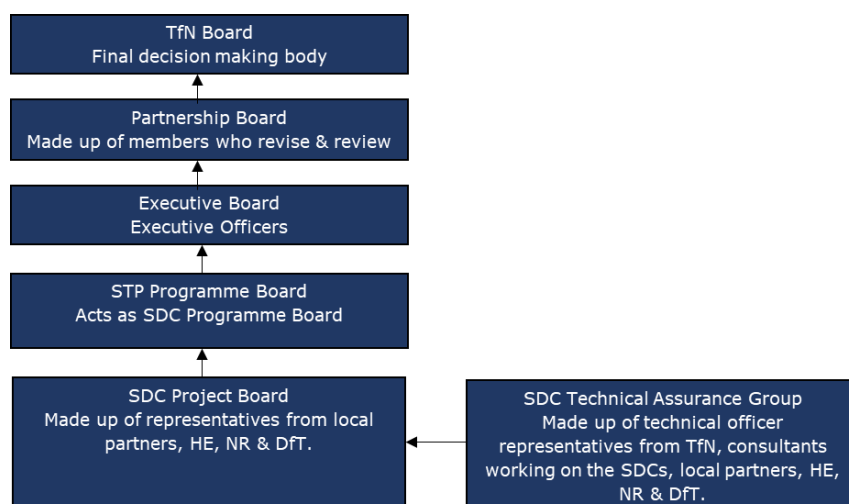 TfN Board
Final decision making body
Partnership Board
Made up of members who revise & review
Executive Board
Executive Officers
STP Programme Board
Acts as SDC Programme Board
SDC Project Board
Made up of representatives from local
partners, HE, NR & DfT.
SDC Technical Assurance Group
Made up of technical officer
representatives from TfN, consultants
working on the SDCs, local partners, HE,
NR & DfT.